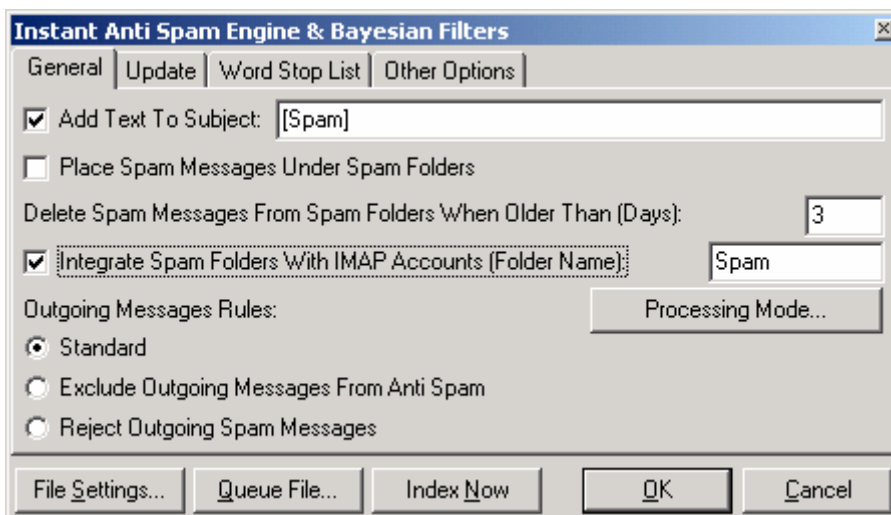 Instant Anti Spam Engine & Bayesian Filters
General Update Word Stop List Other Options
Add Text To Subject: [Spam]
Place Spam Messages Under Spam Folders
Delete Spam Messages From Spam Folders When Older Than (Days): 3
Integrate Spam Folders With IMAP Accounts (Folder Name): Spam
Outgoing Messages Rules: Processing Mode...
Standard
Exclude Outgoing Messages From Anti Spam
Reject Outgoing Spam Messages
File Settings... Queue File... Index Now OK Cancel